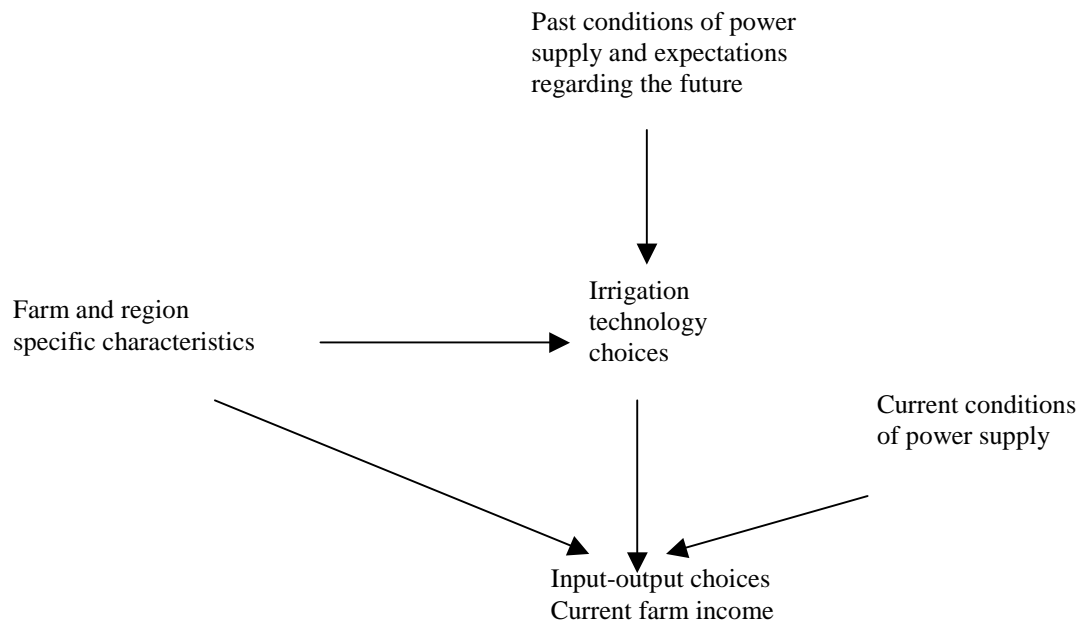 Past conditions of power
supply and expectations
regarding the future
Farm and region
specific characteristics
Irrigation
technology
choices
Current conditions
of power supply
Input-output choices
Current farm income